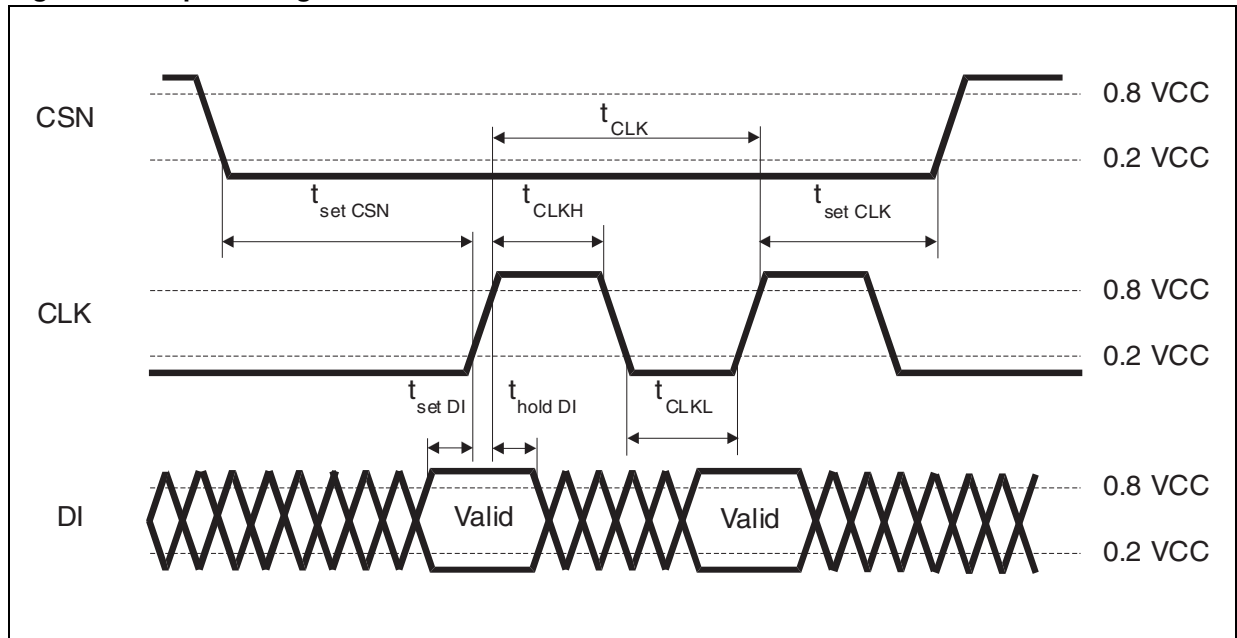 CSN
0.8 VCC
t CLK
0.2 VCC
t set CSN
t CLKH
t set CLK
CLK
0.8 VCC
0.2 VCC
t set DI
t hold DI
t CLKL
DI
0.8 VCC
Valid
Valid
0.2 VCC